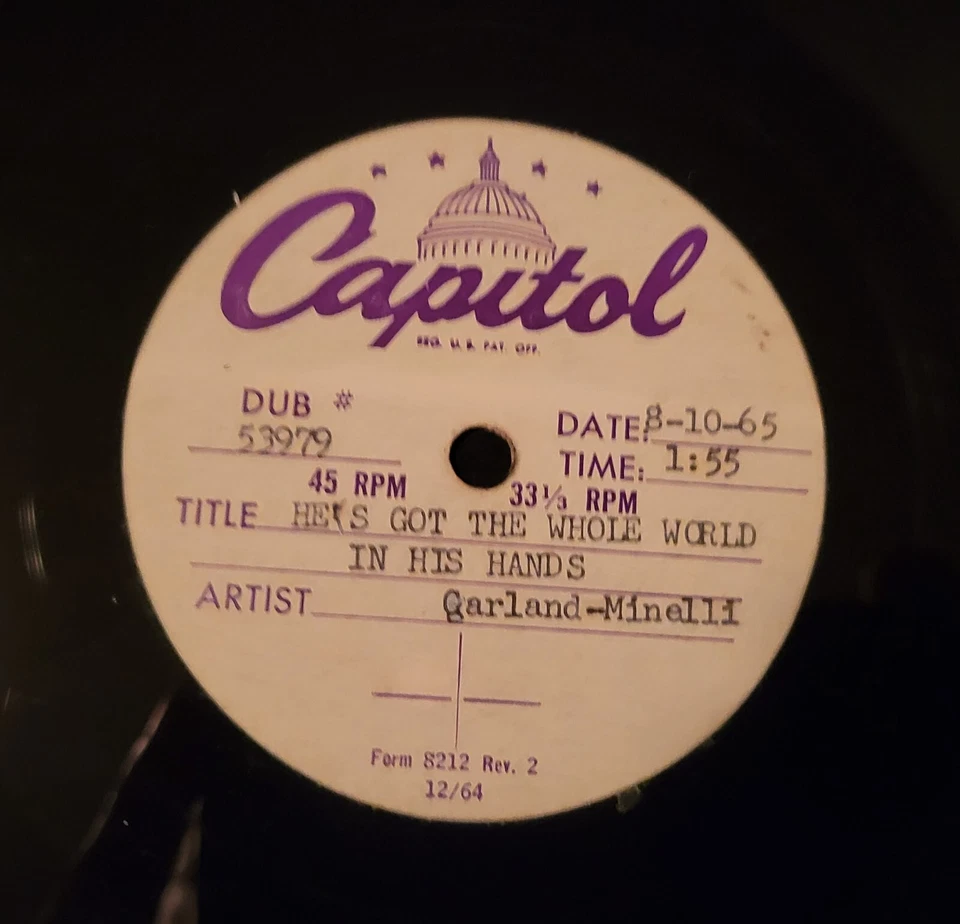 Capitol
REG. U.S. PAT. OFF.
DUB #
53979
DATE: 8-10-65
TIME: 1:55
45 RPM
33⅓ RPM
TITLE HE'S GOT THE WHOLE WORLD
IN HIS HANDS
ARTIST Garland-Minelli
Form 8212 Rev. 2
12/64